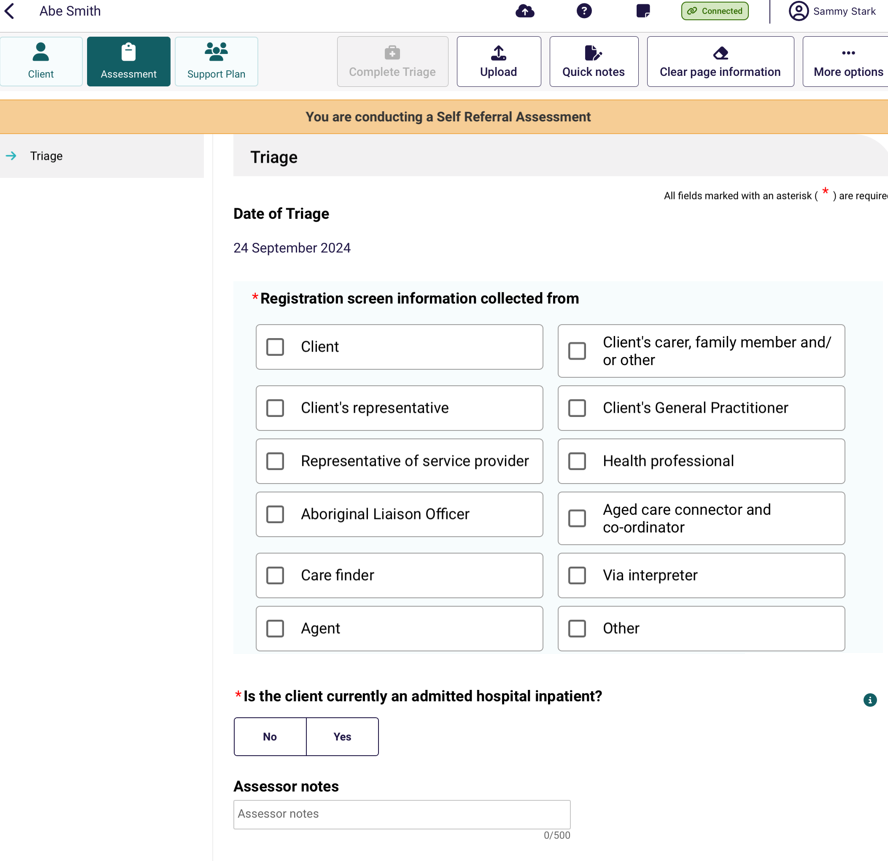 Abe Smith
Connected
Sammy Stark
Client
Assessment
Support Plan
Complete Triage
Upload
Quick notes
Clear page information
More options
You are conducting a Self Referral Assessment
Triage
Triage
All fields marked with an asterisk ( * ) are require
Date of Triage
24 September 2024
*Registration screen information collected from
Client
Client's carer, family member and/
or other
Client's representative
Client's General Practitioner
Representative of service provider
Health professional
Aboriginal Liaison Officer
Aged care connector and
co-ordinator
Care finder
Via interpreter
Agent
Other
*Is the client currently an admitted hospital inpatient?
No
Yes
Assessor notes
Assessor notes
0/500